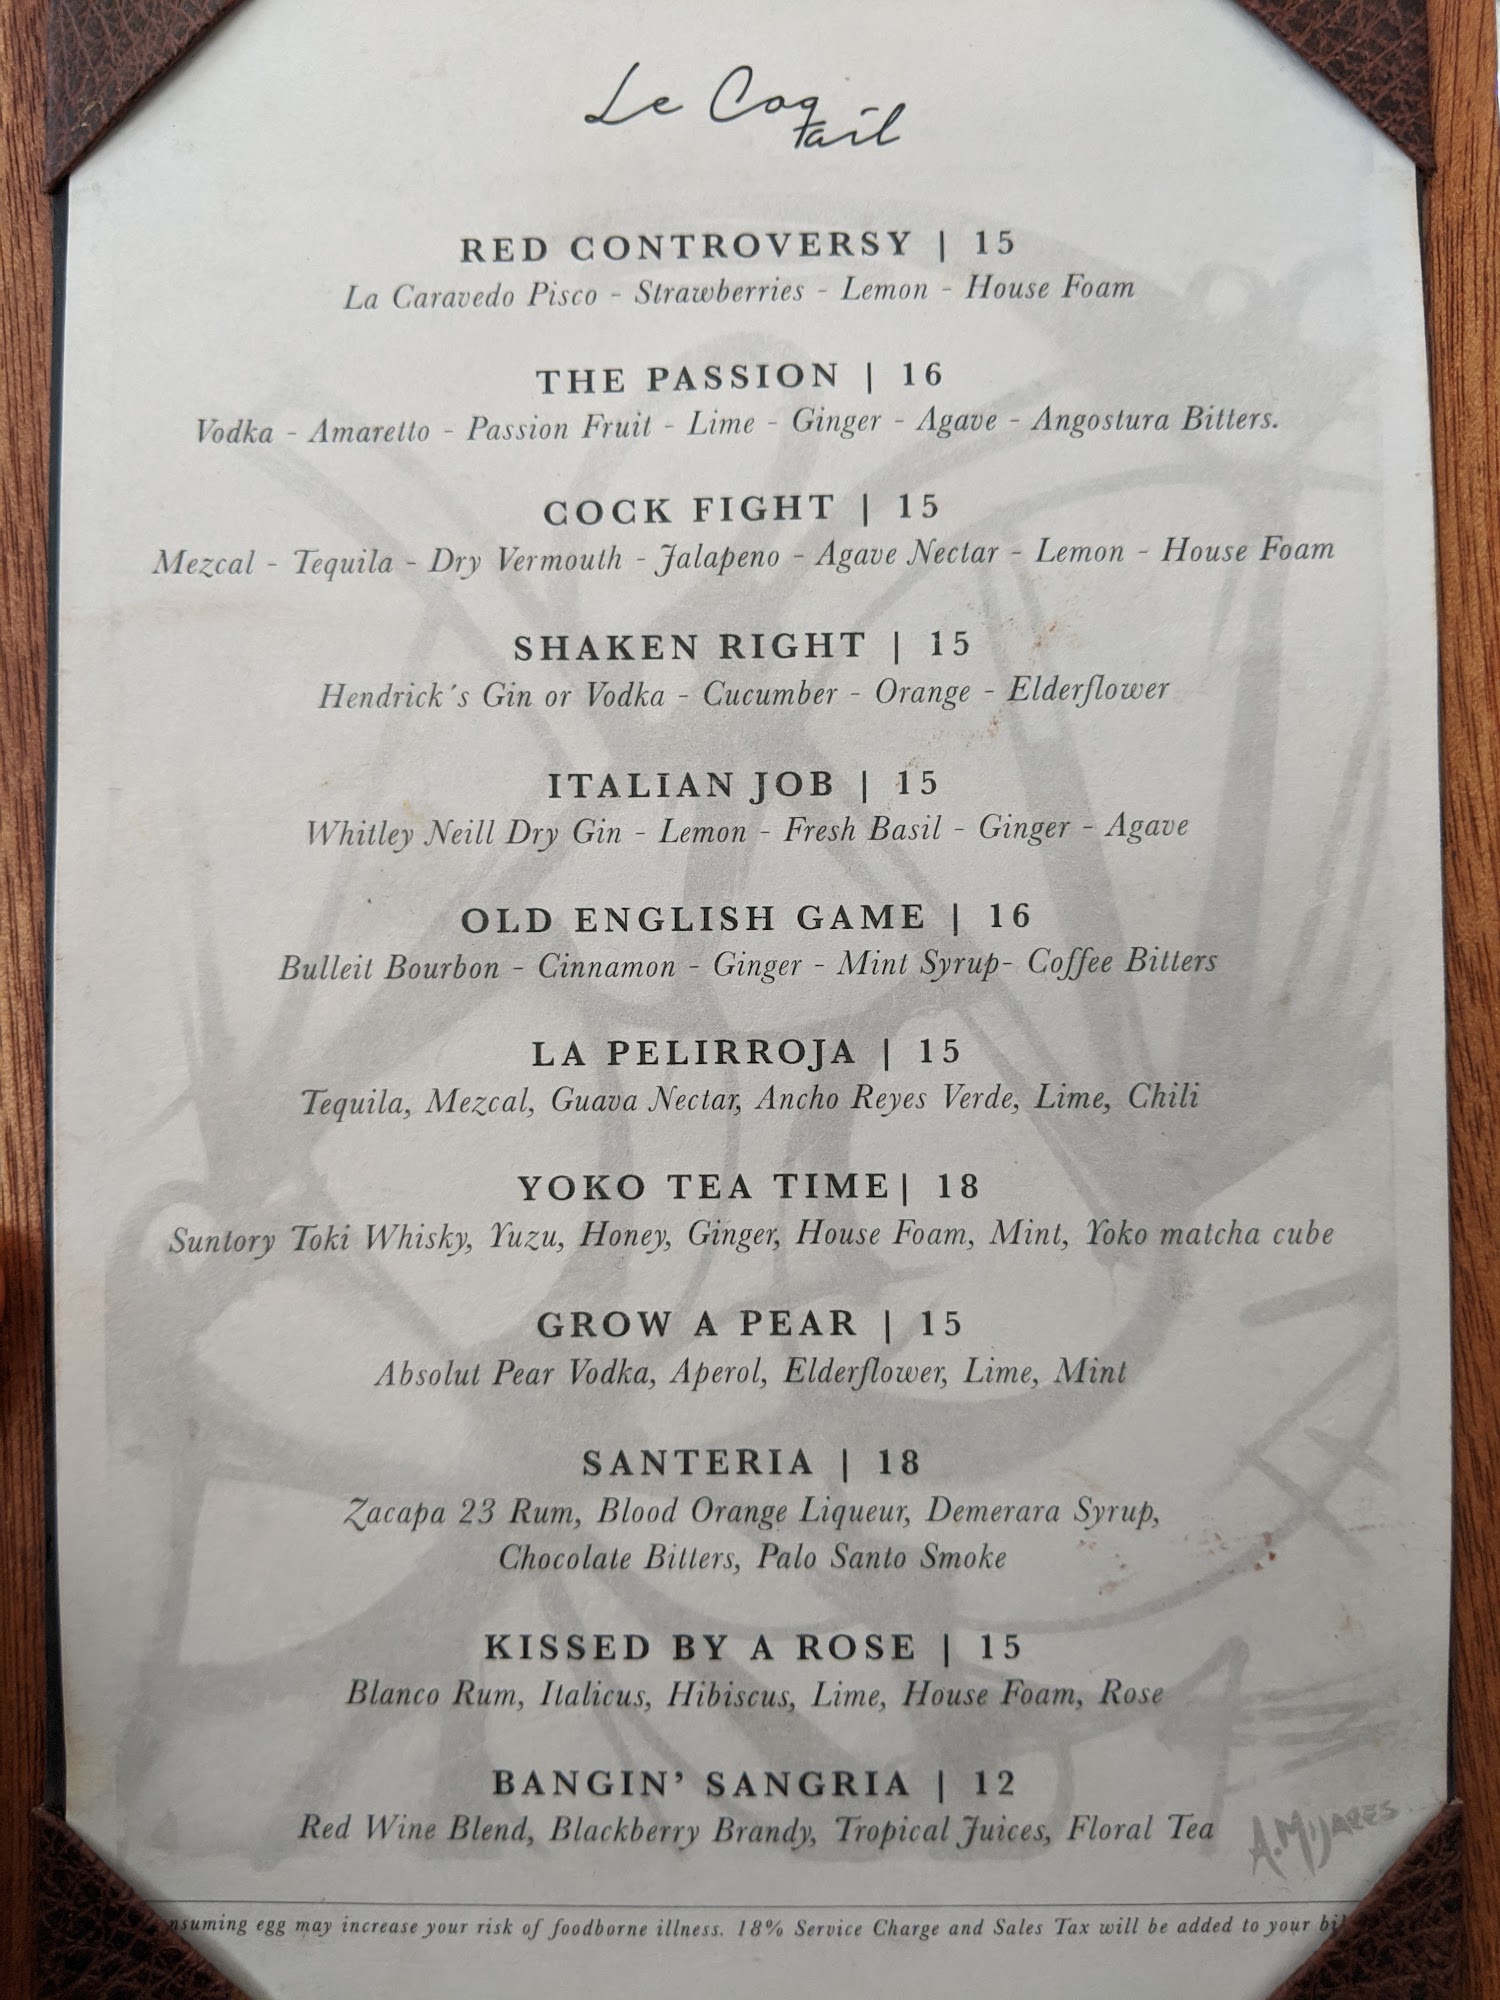 Le Coq
tail
RED CONTROVERSY | 15
La Caravedo Pisco - Strawberries - Lemon - House Foam
THE PASSION | 16
Vodka - Amaretto - Passion Fruit - Lime - Ginger - Agave - Angostura Bitters.
COCK FIGHT | 15
Mezcal - Tequila - Dry Vermouth - Jalapeno - Agave Nectar - Lemon - House Foam
SHAKEN RIGHT | 15
Hendrick´s Gin or Vodka - Cucumber - Orange - Elderflower
ITALIAN JOB | 15
Whitley Neill Dry Gin - Lemon - Fresh Basil - Ginger - Agave
OLD ENGLISH GAME | 16
Bulleit Bourbon - Cinnamon - Ginger - Mint Syrup- Coffee Bitters
LA PELIRROJA | 15
Tequila, Mezcal, Guava Nectar, Ancho Reyes Verde, Lime, Chili
YOKO TEA TIME| 18
Suntory Toki Whisky, Yuzu, Honey, Ginger, House Foam, Mint, Yoko matcha cube
GROW A PEAR | 15
Absolut Pear Vodka, Aperol, Elderflower, Lime, Mint
SANTERIA | 18
Zacapa 23 Rum, Blood Orange Liqueur, Demerara Syrup,
Chocolate Bitters, Palo Santo Smoke
KISSED BY A ROSE | 15
Blanco Rum, Italicus, Hibiscus, Lime, House Foam, Rose
BANGIN’ SANGRIA | 12
Red Wine Blend, Blackberry Brandy, Tropical Juices, Floral Tea
A.MIJARES
egg may increase your risk of foodborne illness. 18% Service Charge and Sales Tax will be added to your